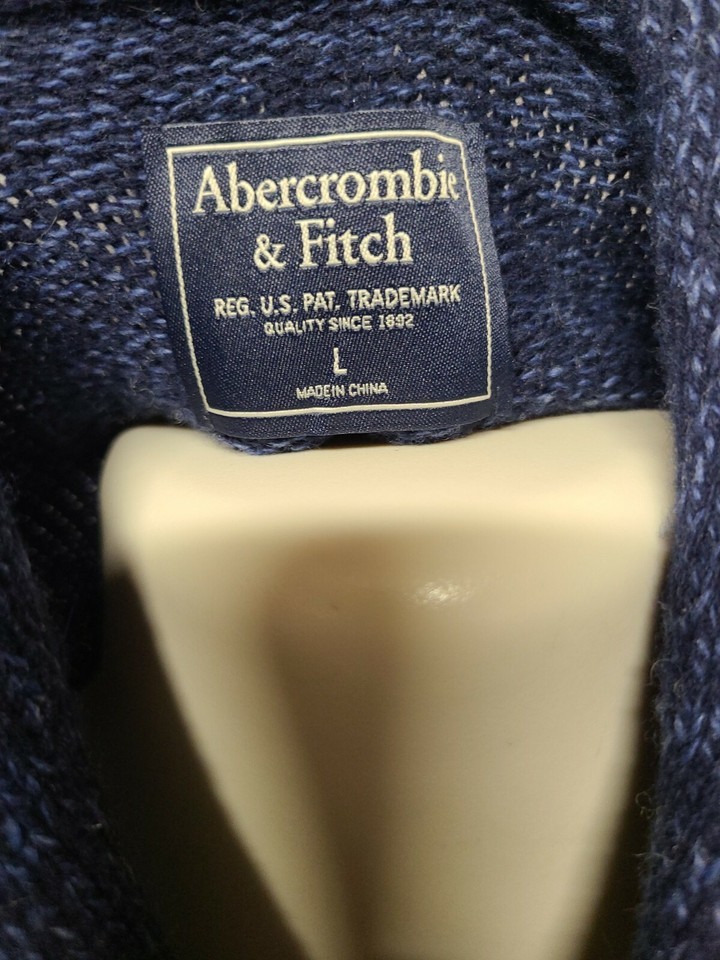 Abercrombie
& Fitch
REG. U.S. PAT. TRADEMARK
QUALITY SINCE 1892
L
MADE IN CHINA